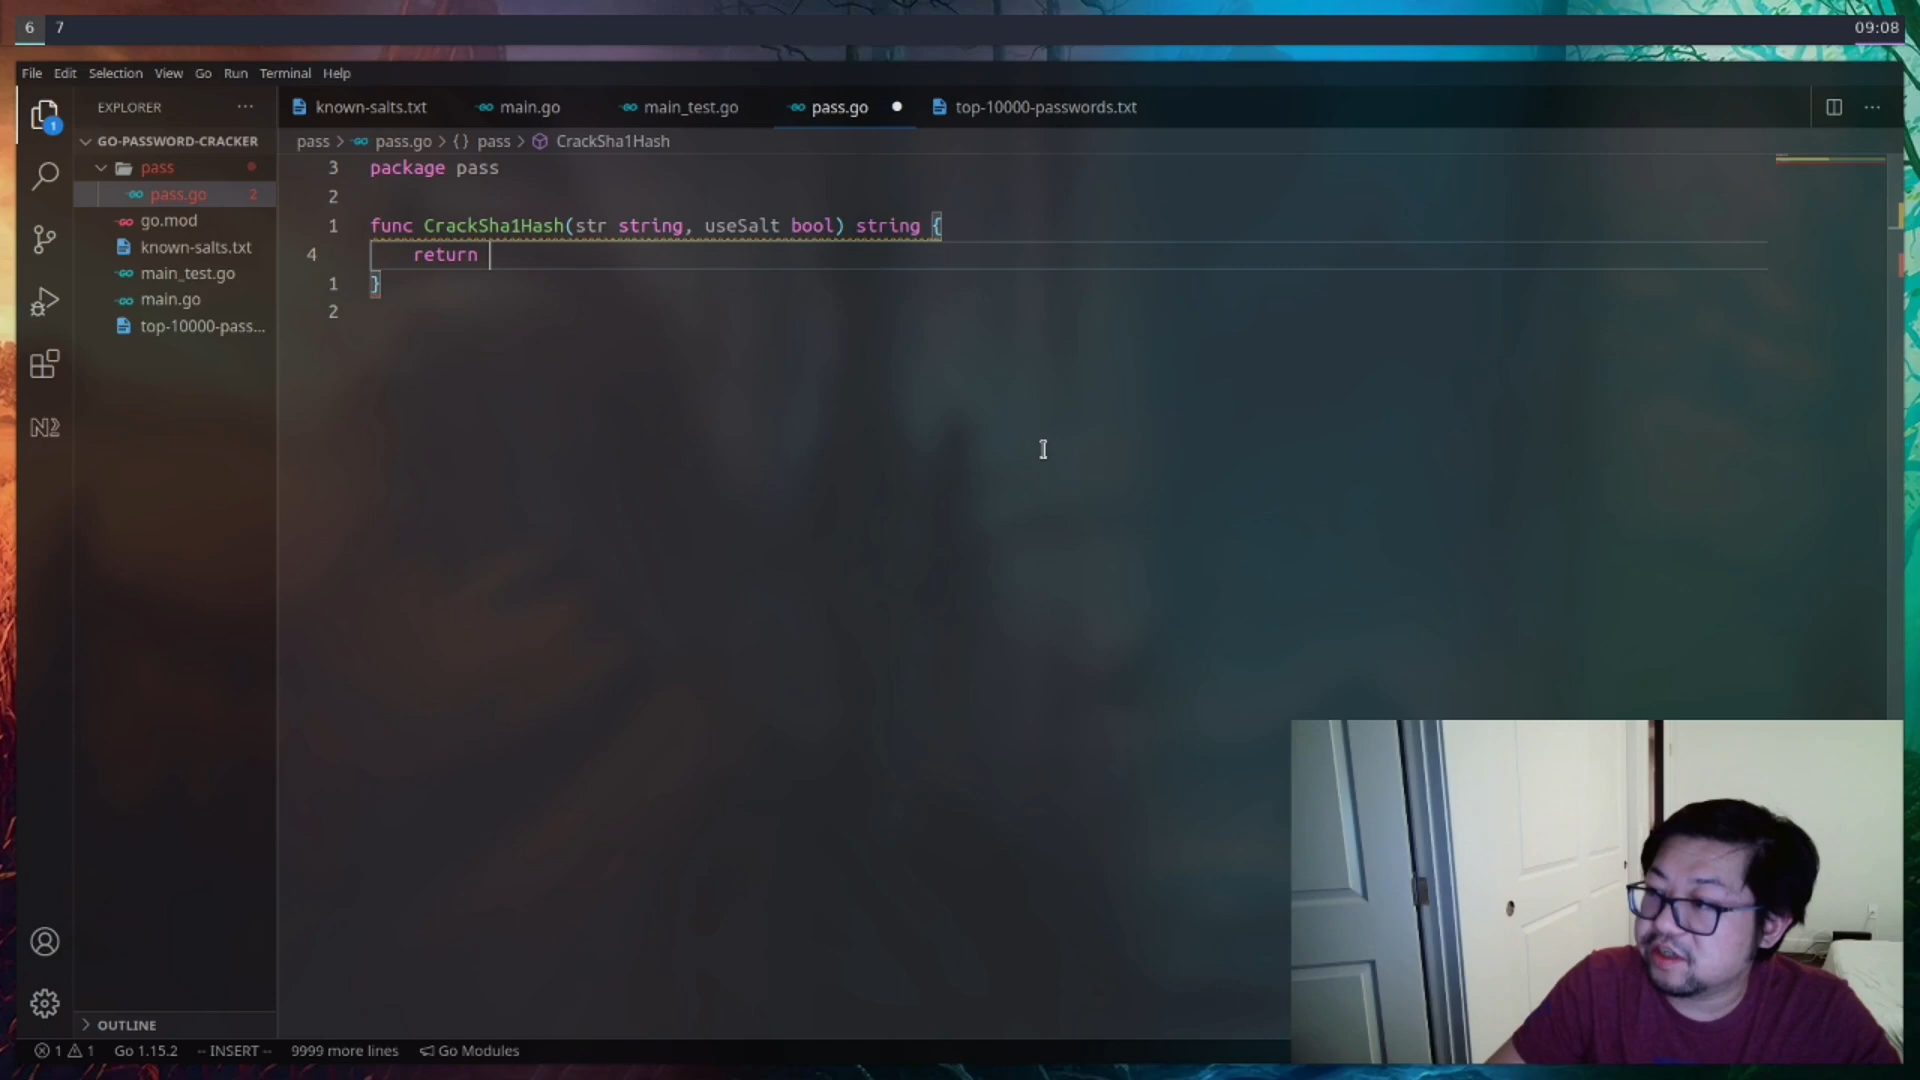 6 7 09:08
File Edit Selection View Go Run Terminal Help
EXPLORER ··· known-salts.txt main.go main_test.go pass.go top-10000-passwords.txt ···
1
GO-PASSWORD-CRACKER pass > pass.go > {} pass > CrackSha1Hash
pass
pass.go 2
go.mod
known-salts.txt
main_test.go
main.go
top-10000-pass...
3 package pass
2
1 func CrackSha1Hash(str string, useSalt bool) string {
4 return
1 }
2
OUTLINE
1 1 Go 1.15.2 -- INSERT -- 9999 more lines Go Modules